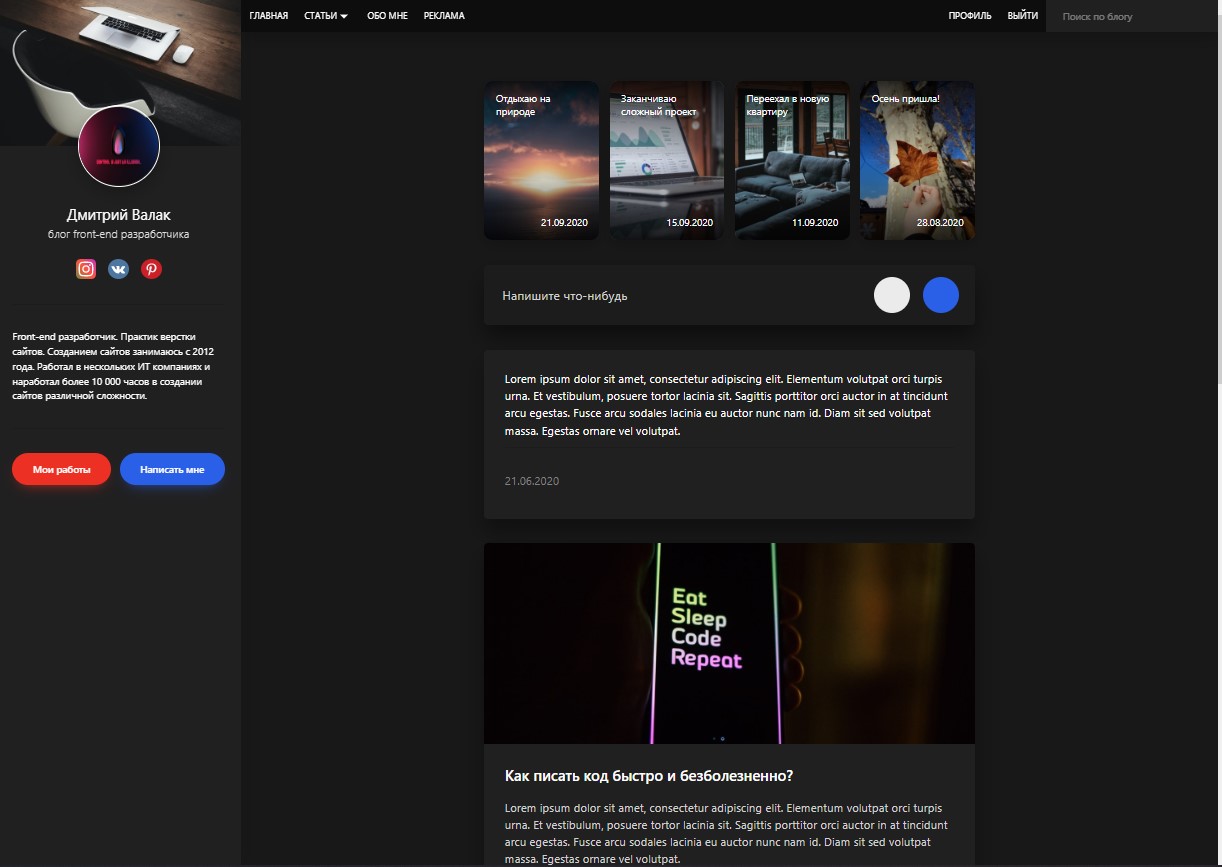 ГЛАВНАЯ СТАТЬИ ОБО МНЕ РЕКЛАМА ПРОФИЛЬ ВЫЙТИ Поиск по блогу
Дмитрий Валак
блог front-end разработчика
Front-end разработчик. Практик верстки
сайтов. Созданием сайтов занимаюсь с 2012
года. Работал в нескольких ИТ компаниях и
наработал более 10 000 часов в создании
сайтов различной сложности.
Мои работы Написать мне
Отдыхаю на
природе
21.09.2020
Заканчиваю
сложный проект
15.09.2020
Переехал в новую
квартиру
11.09.2020
Осень пришла!
28.08.2020
Напишите что-нибудь
Lorem ipsum dolor sit amet, consectetur adipiscing elit. Elementum volutpat orci turpis
urna. Et vestibulum, posuere tortor lacinia sit. Sagittis porttitor orci auctor in at tincidunt
arcu egestas. Fusce arcu sodales lacinia eu auctor nunc nam id. Diam sit sed volutpat
massa. Egestas ornare vel volutpat.
21.06.2020
Eat
Sleep
Code
Repeat
Как писать код быстро и безболезненно?
Lorem ipsum dolor sit amet, consectetur adipiscing elit. Elementum volutpat orci turpis
urna. Et vestibulum, posuere tortor lacinia sit. Sagittis porttitor orci auctor in at tincidunt
arcu egestas. Fusce arcu sodales lacinia eu auctor nunc nam id. Diam sit sed volutpat
massa. Egestas ornare vel volutpat.